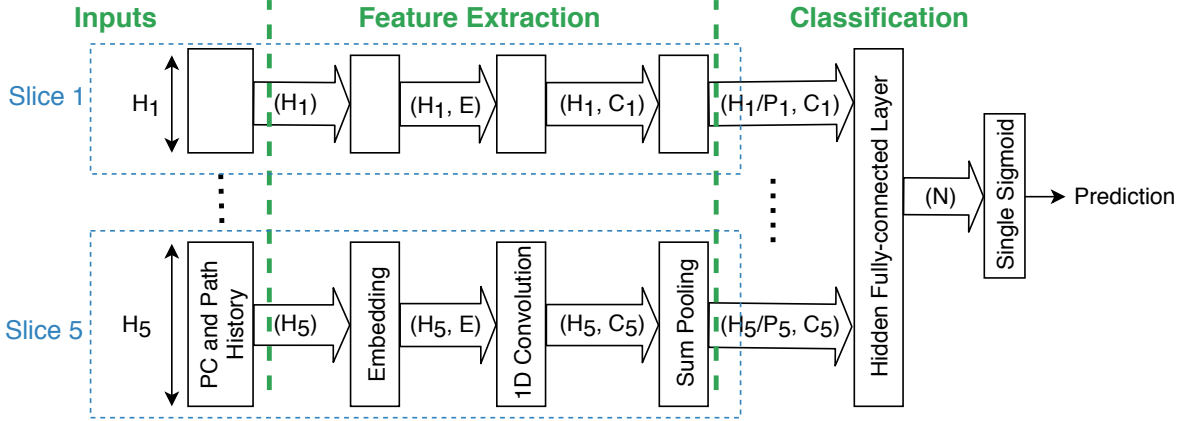 Inputs
Feature Extraction
Classification
Slice 1
H1
(H1)
(H1, E)
(H1, C1)
(H1/P1, C1)
Hidden Fully-connected Layer
(N)
Single Sigmoid
Prediction
Slice 5
H5
PC and Path
History
(H5)
Embedding
(H5, E)
1D Convolution
(H5, C5)
Sum Pooling
(H5/P5, C5)